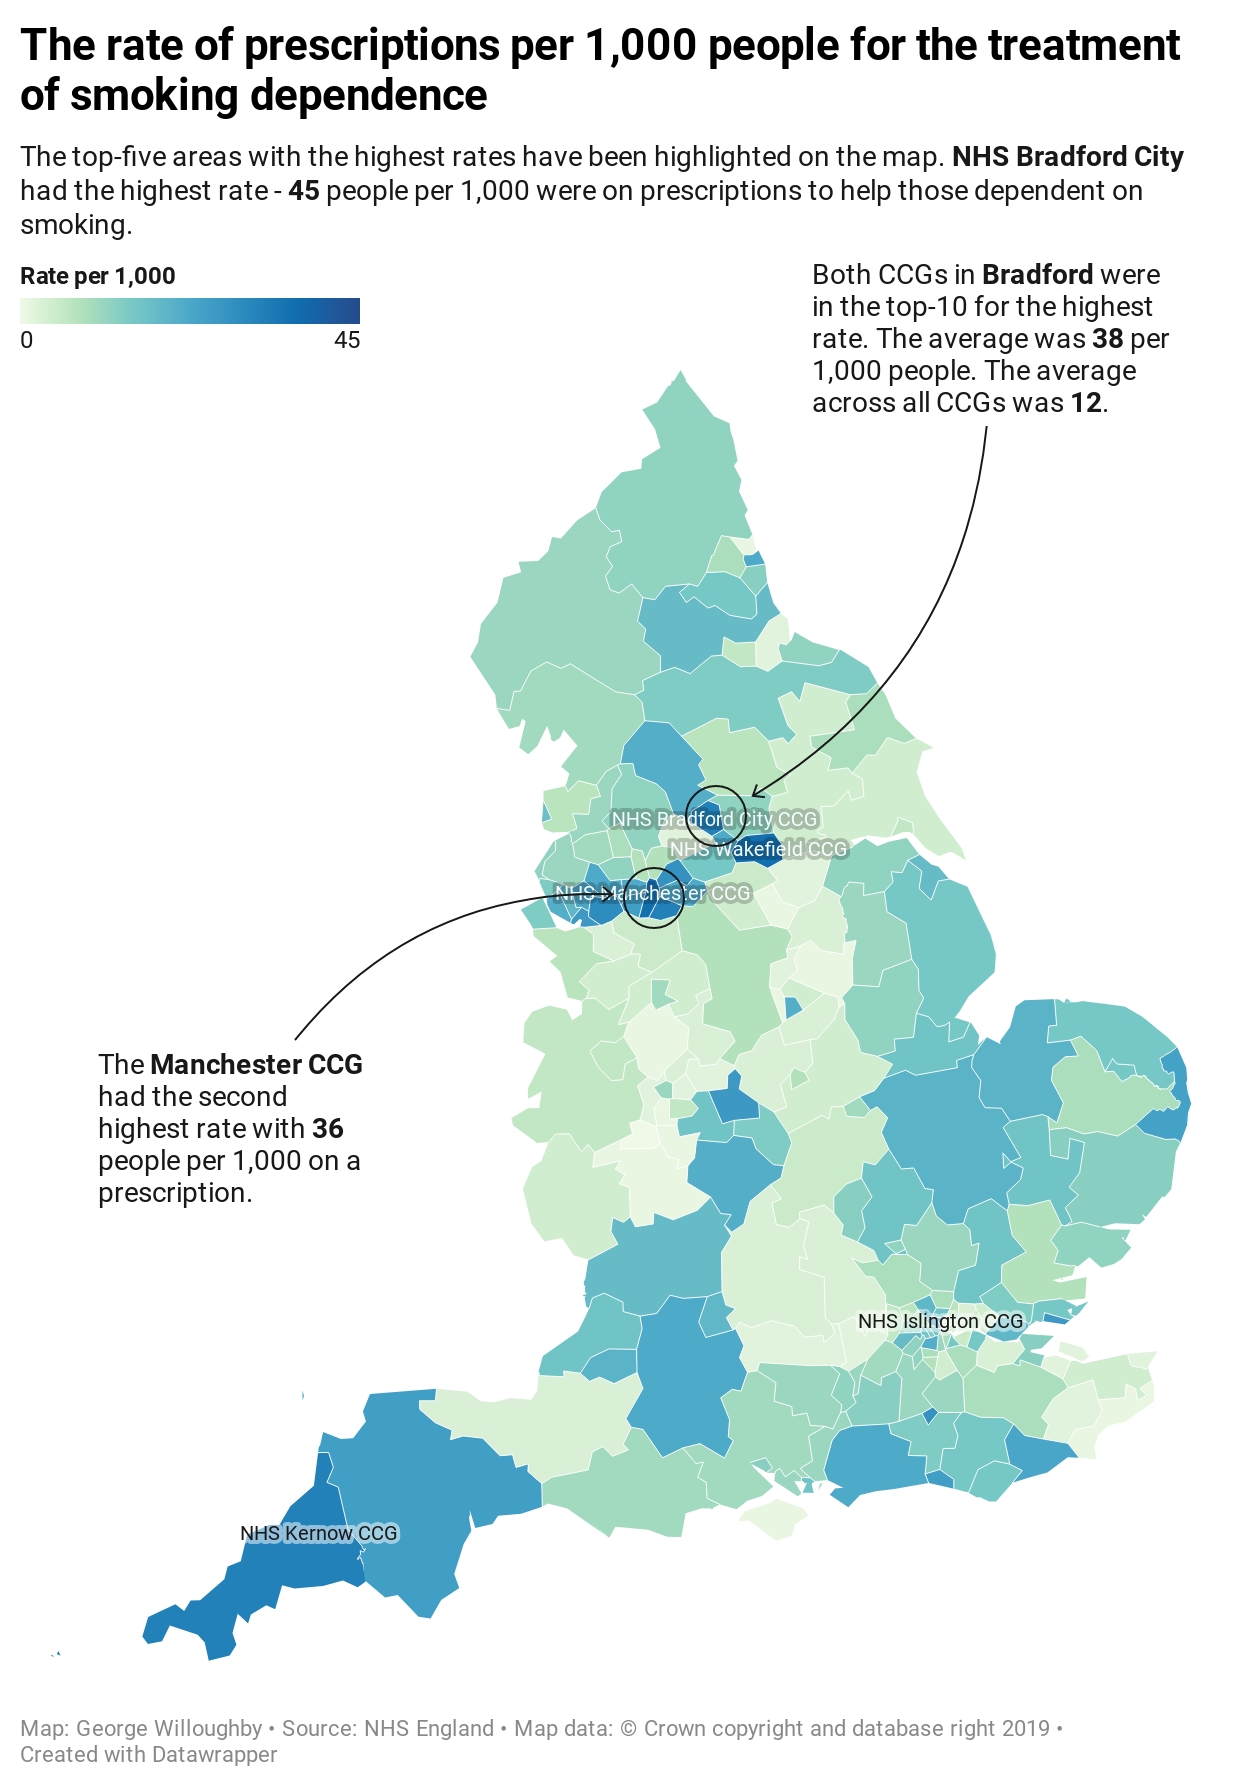 The rate of prescriptions per 1,000 people for the treatment
of smoking dependence
The top-five areas with the highest rates have been highlighted on the map. NHS Bradford City
had the highest rate - 45 people per 1,000 were on prescriptions to help those dependent on
smoking.
Rate per 1,000
0 45
Both CCGs in Bradford were
in the top-10 for the highest
rate. The average was 38 per
1,000 people. The average
across all CCGs was 12.
NHS Bradford City CCG
NHS Wakefield CCG
NHS Manchester CCG
The Manchester CCG
had the second
highest rate with 36
people per 1,000 on a
prescription.
NHS Islington CCG
NHS Kernow CCG
Map: George Willoughby • Source: NHS England • Map data: © Crown copyright and database right 2019 •
Created with Datawrapper